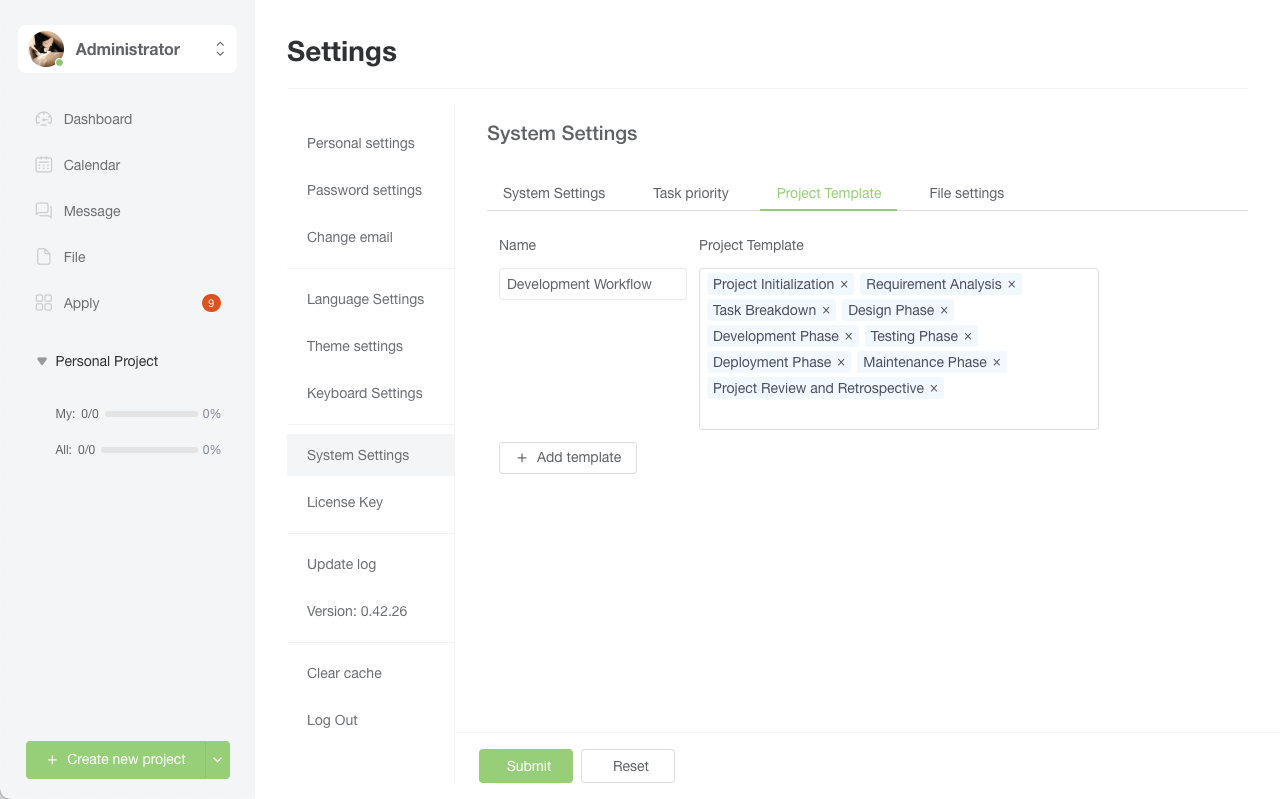 Administrator
Dashboard
Calendar
Message
File
Apply
9
Personal Project
My: 0/0 0%
All: 0/0 0%
+ Create new project
Settings
Personal settings
Password settings
Change email
Language Settings
Theme settings
Keyboard Settings
System Settings
License Key
Update log
Version: 0.42.26
Clear cache
Log Out
System Settings
System Settings
Task priority
Project Template
File settings
Name
Project Template
Development Workflow
Project Initialization × Requirement Analysis ×
Task Breakdown × Design Phase ×
Development Phase × Testing Phase ×
Deployment Phase × Maintenance Phase ×
Project Review and Retrospective ×
+ Add template
Submit
Reset